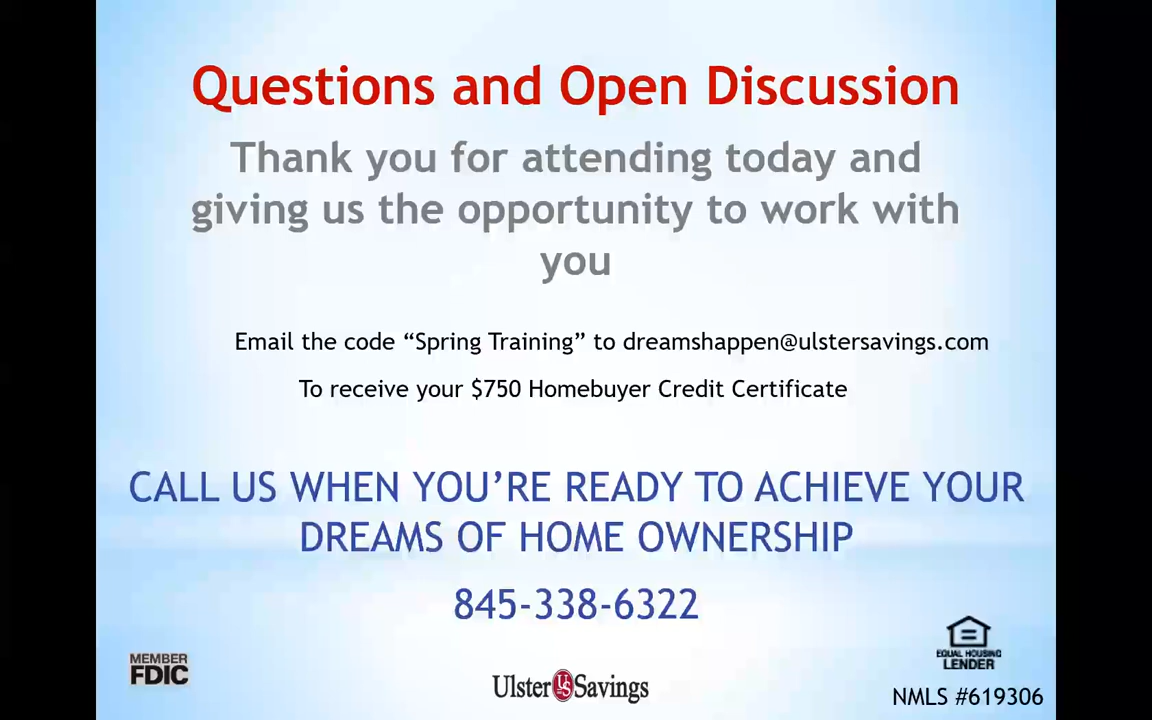 Questions and Open Discussion
Thank you for attending today and
giving us the opportunity to work with
you
Email the code “Spring Training” to dreamshappen@ulstersavings.com
To receive your $750 Homebuyer Credit Certificate
CALL US WHEN YOU’RE READY TO ACHIEVE YOUR
DREAMS OF HOME OWNERSHIP
845-338-6322
MEMBER
FDIC
Ulster US Savings
EQUAL HOUSING
LENDER
NMLS #619306